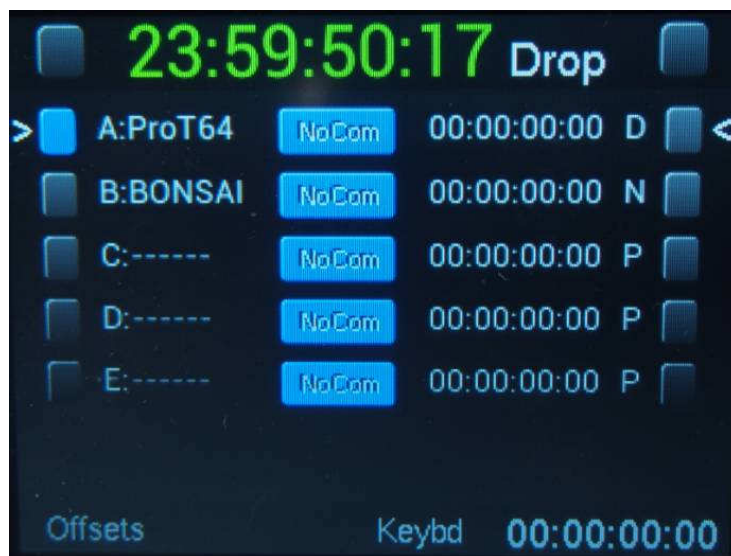 23:59:50:17 Drop
> A:ProT64 NoCom 00:00:00:00 D <
B:BONSAI NoCom 00:00:00:00 N
C:------ NoCom 00:00:00:00 P
D:------ NoCom 00:00:00:00 P
E:------ NoCom 00:00:00:00 P
Offsets Keybd 00:00:00:00